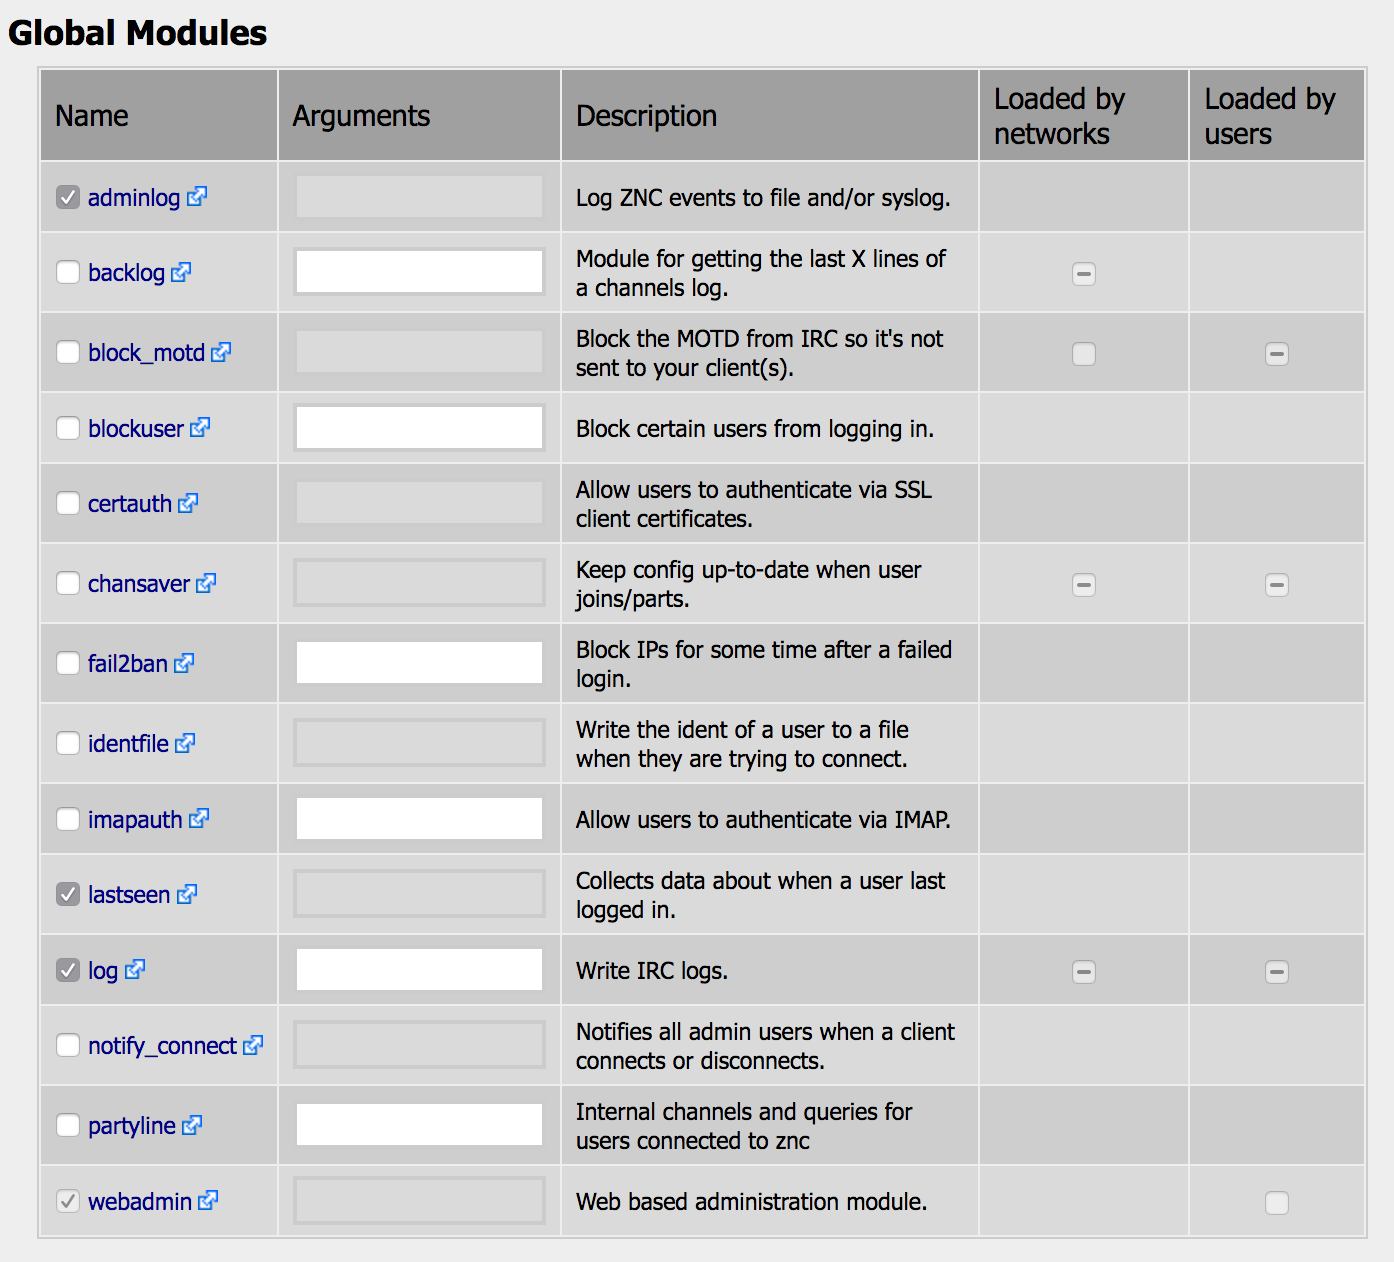 Global Modules
Name
Arguments
Description
Loaded by
networks
Loaded by
users
adminlog
Log ZNC events to file and/or syslog.
backlog
Module for getting the last X lines of
a channels log.
block_motd
Block the MOTD from IRC so it's not
sent to your client(s).
blockuser
Block certain users from logging in.
certauth
Allow users to authenticate via SSL
client certificates.
chansaver
Keep config up-to-date when user
joins/parts.
fail2ban
Block IPs for some time after a failed
login.
identfile
Write the ident of a user to a file
when they are trying to connect.
imapauth
Allow users to authenticate via IMAP.
lastseen
Collects data about when a user last
logged in.
log
Write IRC logs.
notify_connect
Notifies all admin users when a client
connects or disconnects.
partyline
Internal channels and queries for
users connected to znc
webadmin
Web based administration module.